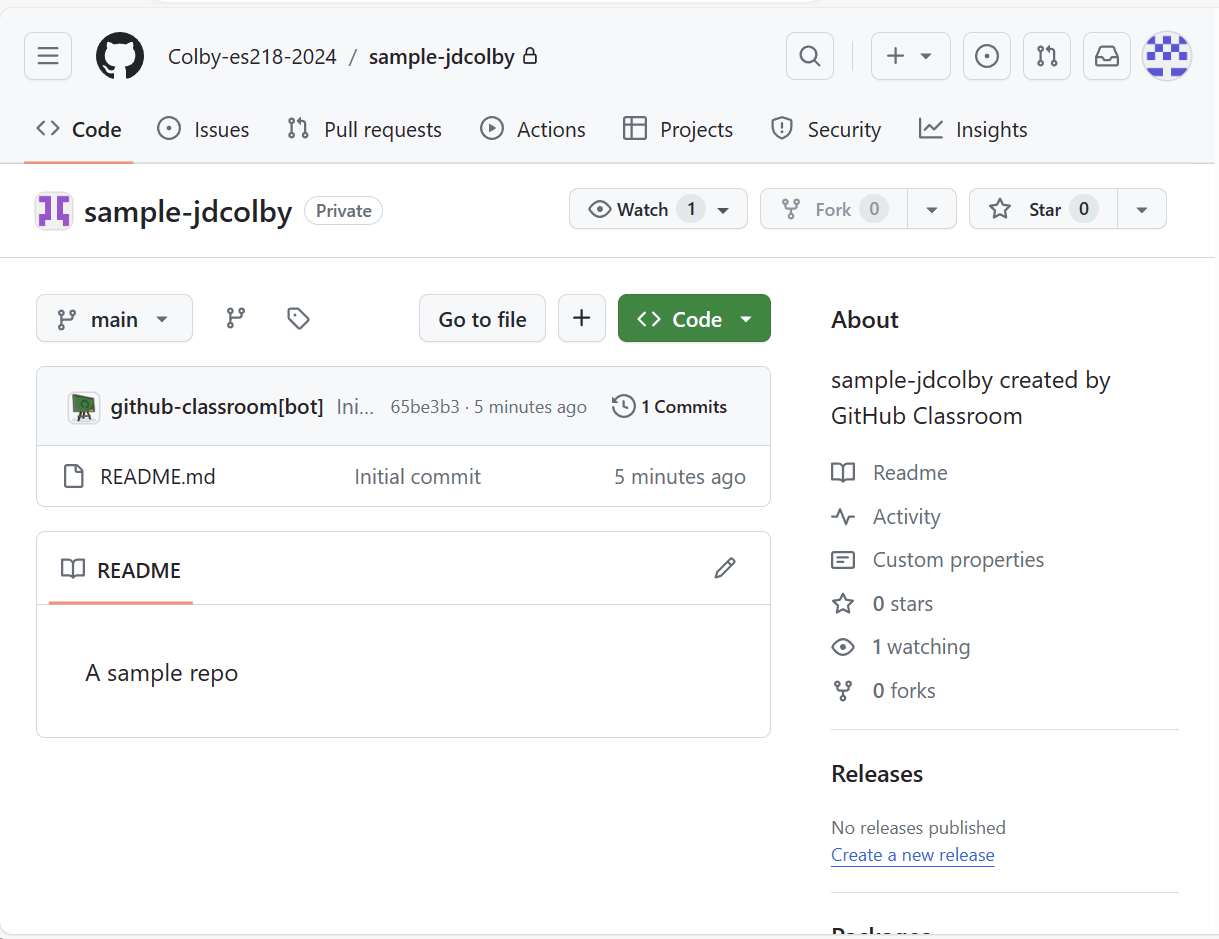 Colby-es218-2024 / sample-jdcolby
Code Issues Pull requests Actions Projects Security Insights
sample-jdcolby Private Watch 1 Fork 0 Star 0
main Go to file + Code
github-classroom[bot] Ini... 65be3b3 · 5 minutes ago 1 Commits
README.md Initial commit 5 minutes ago
README
A sample repo
About
sample-jdcolby created by
GitHub Classroom
Readme
Activity
Custom properties
0 stars
1 watching
0 forks
Releases
No releases published
Create a new release
Packages